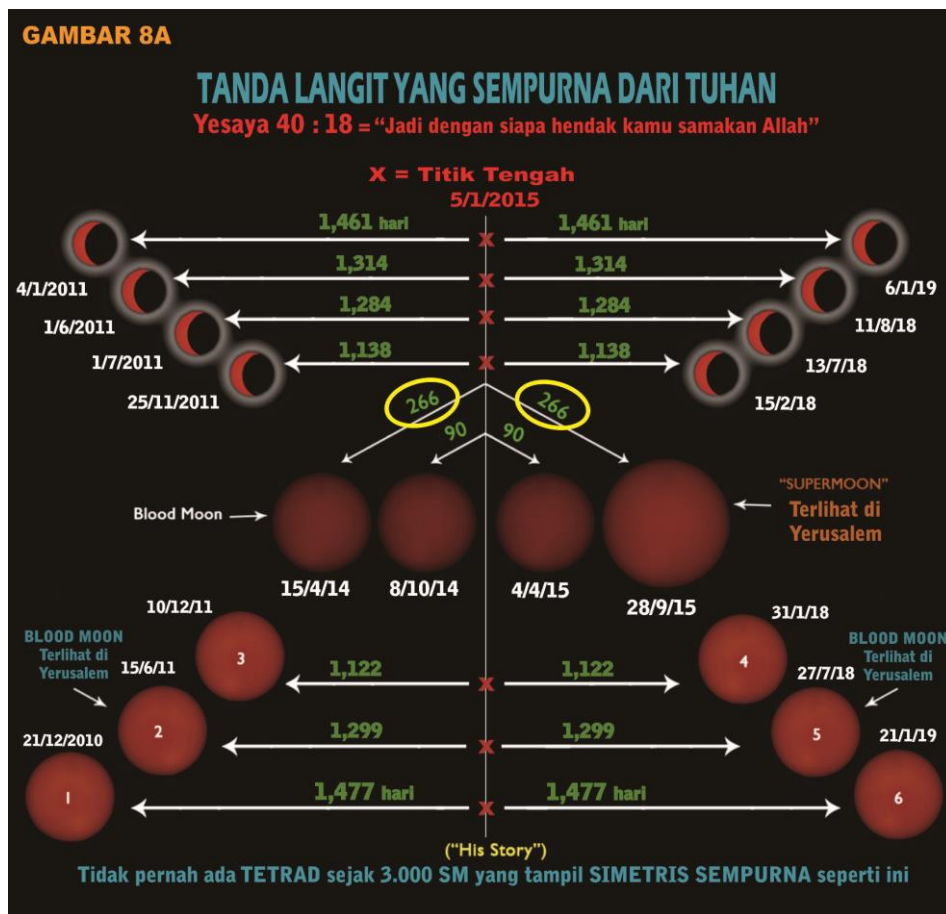 GAMBAR 8A
TANDA LANGIT YANG SEMPURNA DARI TUHAN
Yesaya 40 : 18 = “Jadi dengan siapa hendak kamu samakan Allah”
X = Titik Tengah
5/1/2015
1,461 hari X 1,461 hari
4/1/2011 6/1/19
1,314 X 1,314
1/6/2011 11/8/18
1,284 X 1,284
1/7/2011 13/7/18
1,138 X 1,138
25/11/2011 15/2/18
266 266
90 90
Blood Moon
“SUPERMOON”
Terlihat di
Yerusalem
15/4/14 8/10/14 4/4/15 28/9/15
10/12/11 31/1/18
3 4
BLOOD MOON
Terlihat di
Yerusalem
BLOOD MOON
Terlihat di
Yerusalem
1,122 X 1,122
15/6/11 27/7/18
2 5
1,299 X 1,299
21/12/2010 21/1/19
1 6
1,477 hari X 1,477 hari
(“His Story”)
Tidak pernah ada TETRAD sejak 3.000 SM yang tampil SIMETRIS SEMPURNA seperti ini